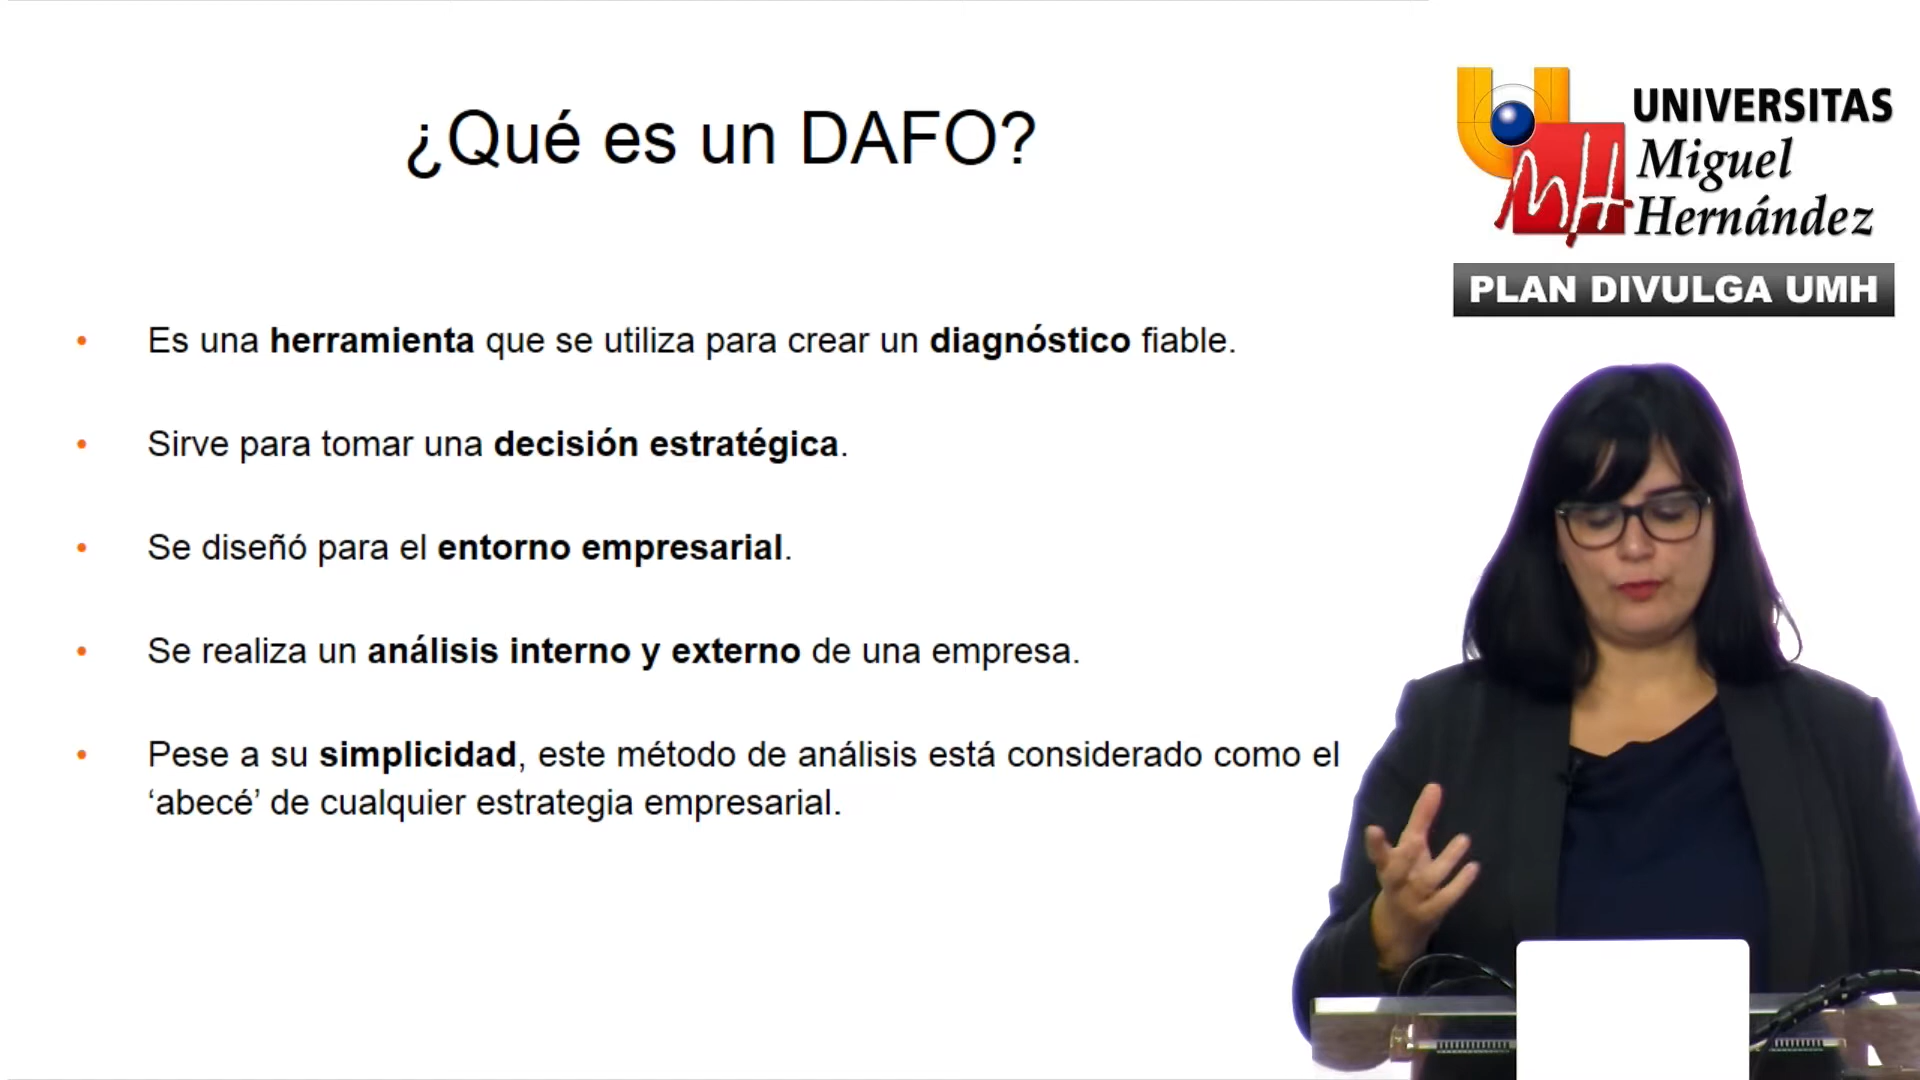 ¿Qué es un DAFO?
UNIVERSITAS
Miguel
Hernández
PLAN DIVULGA UMH
• Es una herramienta que se utiliza para crear un diagnóstico fiable.
• Sirve para tomar una decisión estratégica.
• Se diseñó para el entorno empresarial.
• Se realiza un análisis interno y externo de una empresa.
• Pese a su simplicidad, este método de análisis está considerado como el
‘abecé’ de cualquier estrategia empresarial.